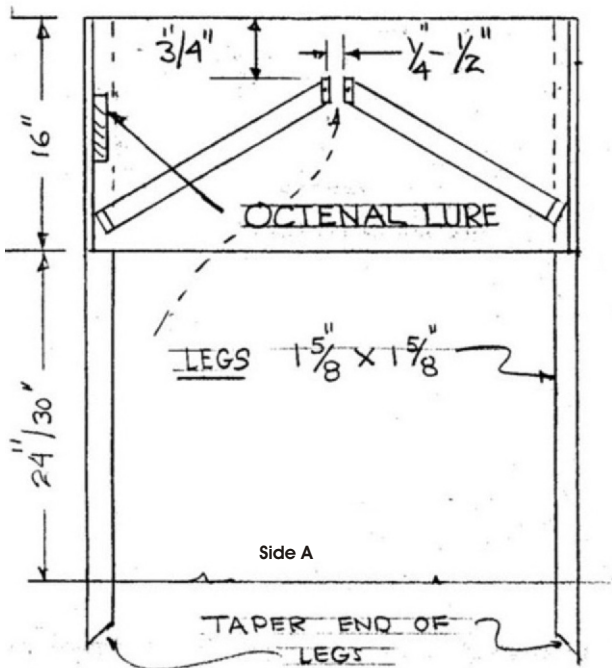 3/4"
1/4 - 1/2"
16"
OCTENAL LURE
LEGS 1 5/8" x 1 5/8"
24"/30"
Side A
TAPER END OF
LEGS